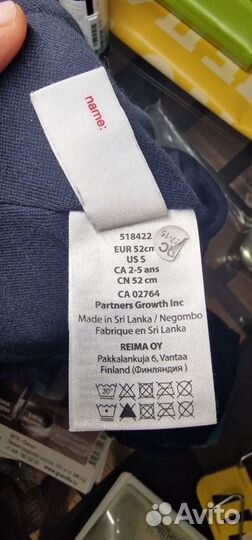 name:
518422
EUR 52cm
US S
CA 2-5 ans
CN 52 cm
CA 02764
Partners Growth Inc
Made in Sri Lanka / Negombo
Fabrique en Sri Lanka
REIMA OY
Pakkalankuja 6, Vantaa
Finland (Финляндия)
30°
Avito